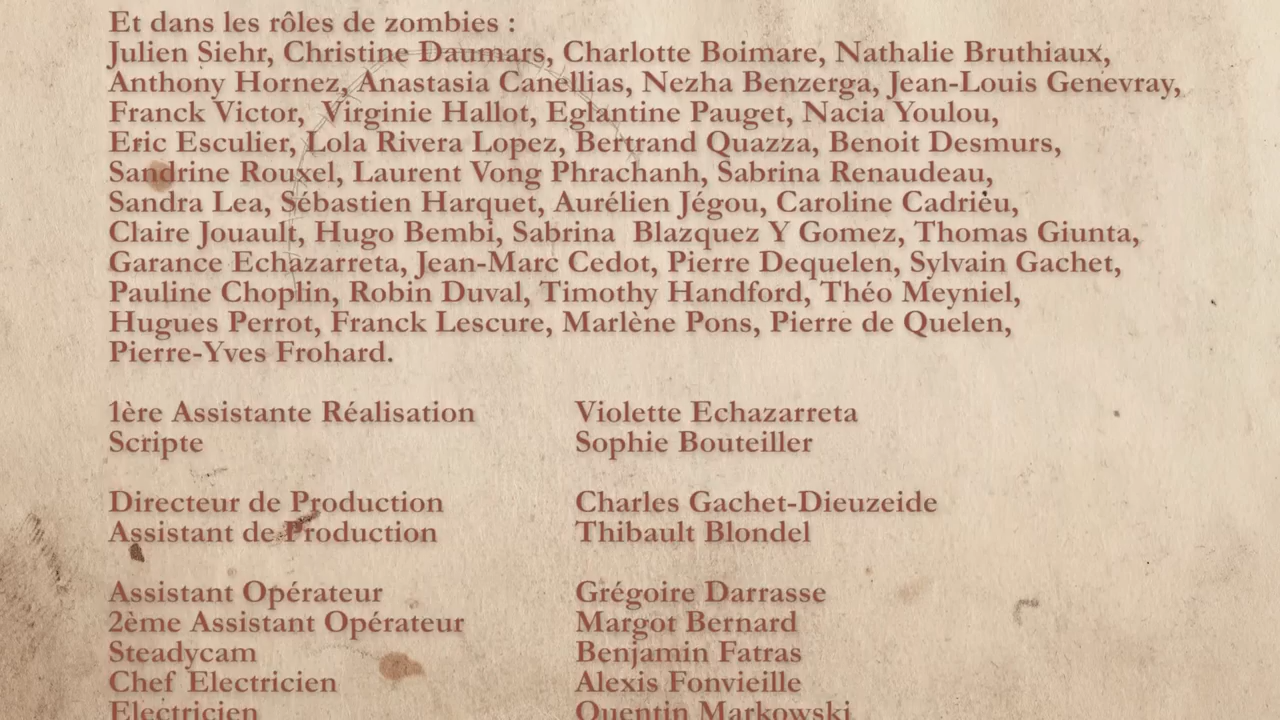 Et dans les rôles de zombies :
Julien Siehr, Christine Daumars, Charlotte Boimare, Nathalie Bruthiaux,
Anthony Hornez, Anastasia Canellias, Nezha Benzerga, Jean-Louis Genevray,
Franck Victor, Virginie Hallot, Eglantine Pauget, Nacia Youlou,
Eric Esculier, Lola Rivera Lopez, Bertrand Quazza, Benoit Desmurs,
Sandrine Rouxel, Laurent Vong Phrachanh, Sabrina Renaudeau,
Sandra Lea, Sébastien Harquet, Aurélien Jégou, Caroline Cadrieu,
Claire Jouault, Hugo Bembi, Sabrina Blazquez Y Gomez, Thomas Giunta,
Garance Echazarreta, Jean-Marc Cedot, Pierre Dequelen, Sylvain Gachet,
Pauline Choplin, Robin Duval, Timothy Handford, Théo Meyniel,
Hugues Perrot, Franck Lescure, Marlène Pons, Pierre de Quelen,
Pierre-Yves Frohard.
1ère Assistante Réalisation Violette Echazarreta
Scripte Sophie Bouteiller
Directeur de Production Charles Gachet-Dieuzeide
Assistant de Production Thibault Blondel
Assistant Opérateur Grégoire Darrasse
2ème Assistant Opérateur Margot Bernard
Steadycam Benjamin Fatras
Chef Electricien Alexis Fonvieille
Electricien Quentin Markowski